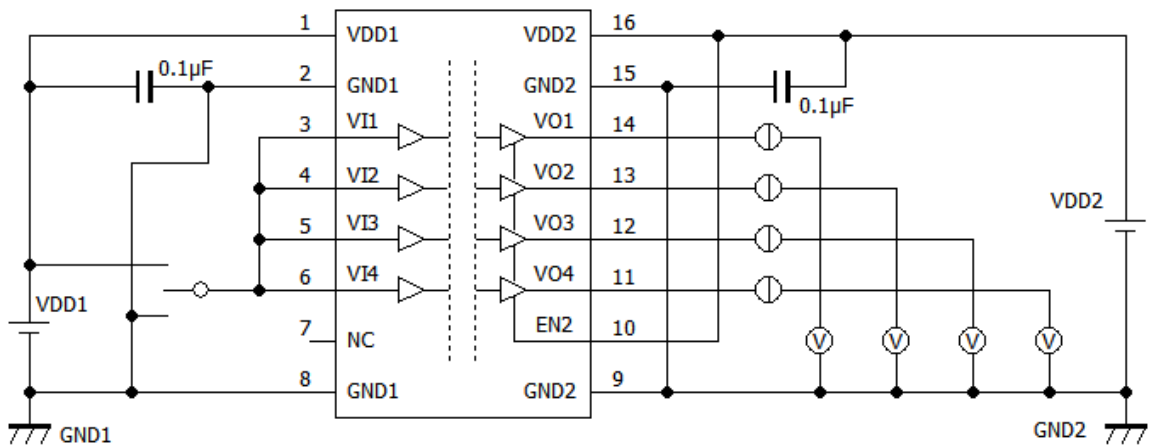 1 VDD1 VDD2 16
0.1μF 2 GND1 GND2 15 0.1μF
3 VI1 VO1 14
4 VI2 VO2 13
VDD2
5 VI3 VO3 12
6 VI4 VO4 11
VDD1
7 NC EN2 10 V V V V
8 GND1 GND2 9
GND1 GND2